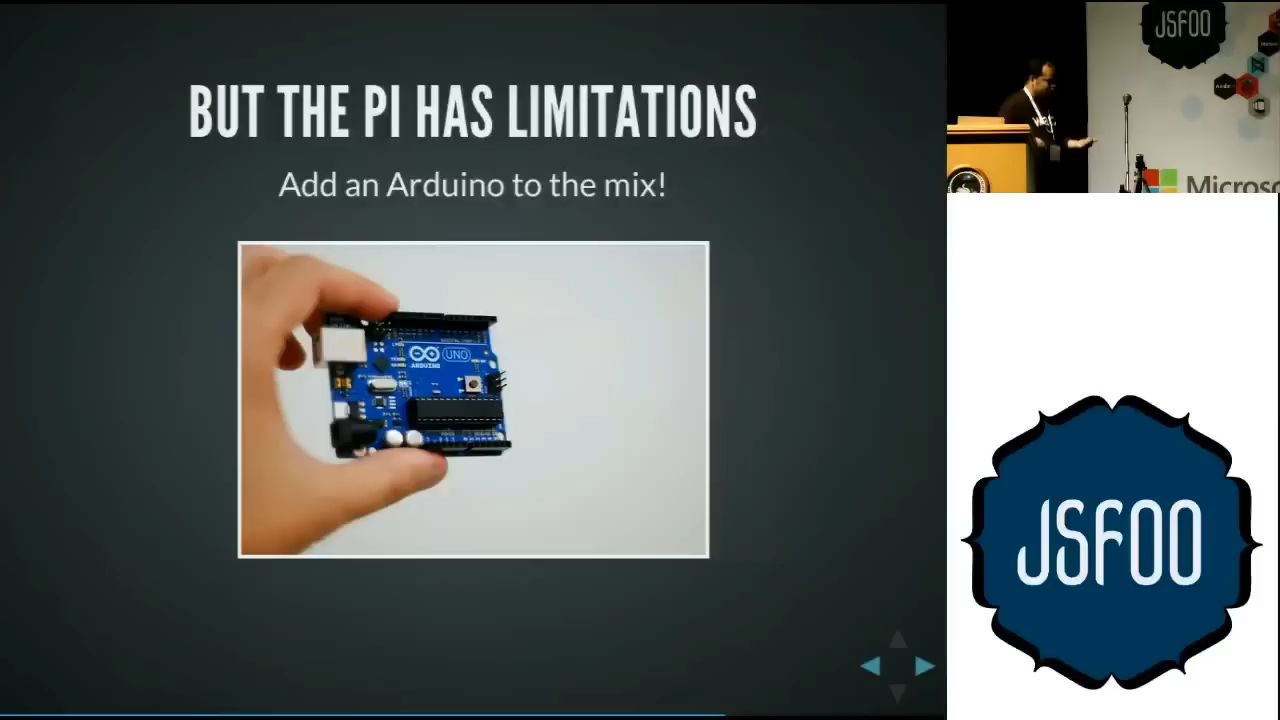 BUT THE PI HAS LIMITATIONS
Add an Arduino to the mix!
ARDUINO
UNO
JSFOO
Microso
JSFOO